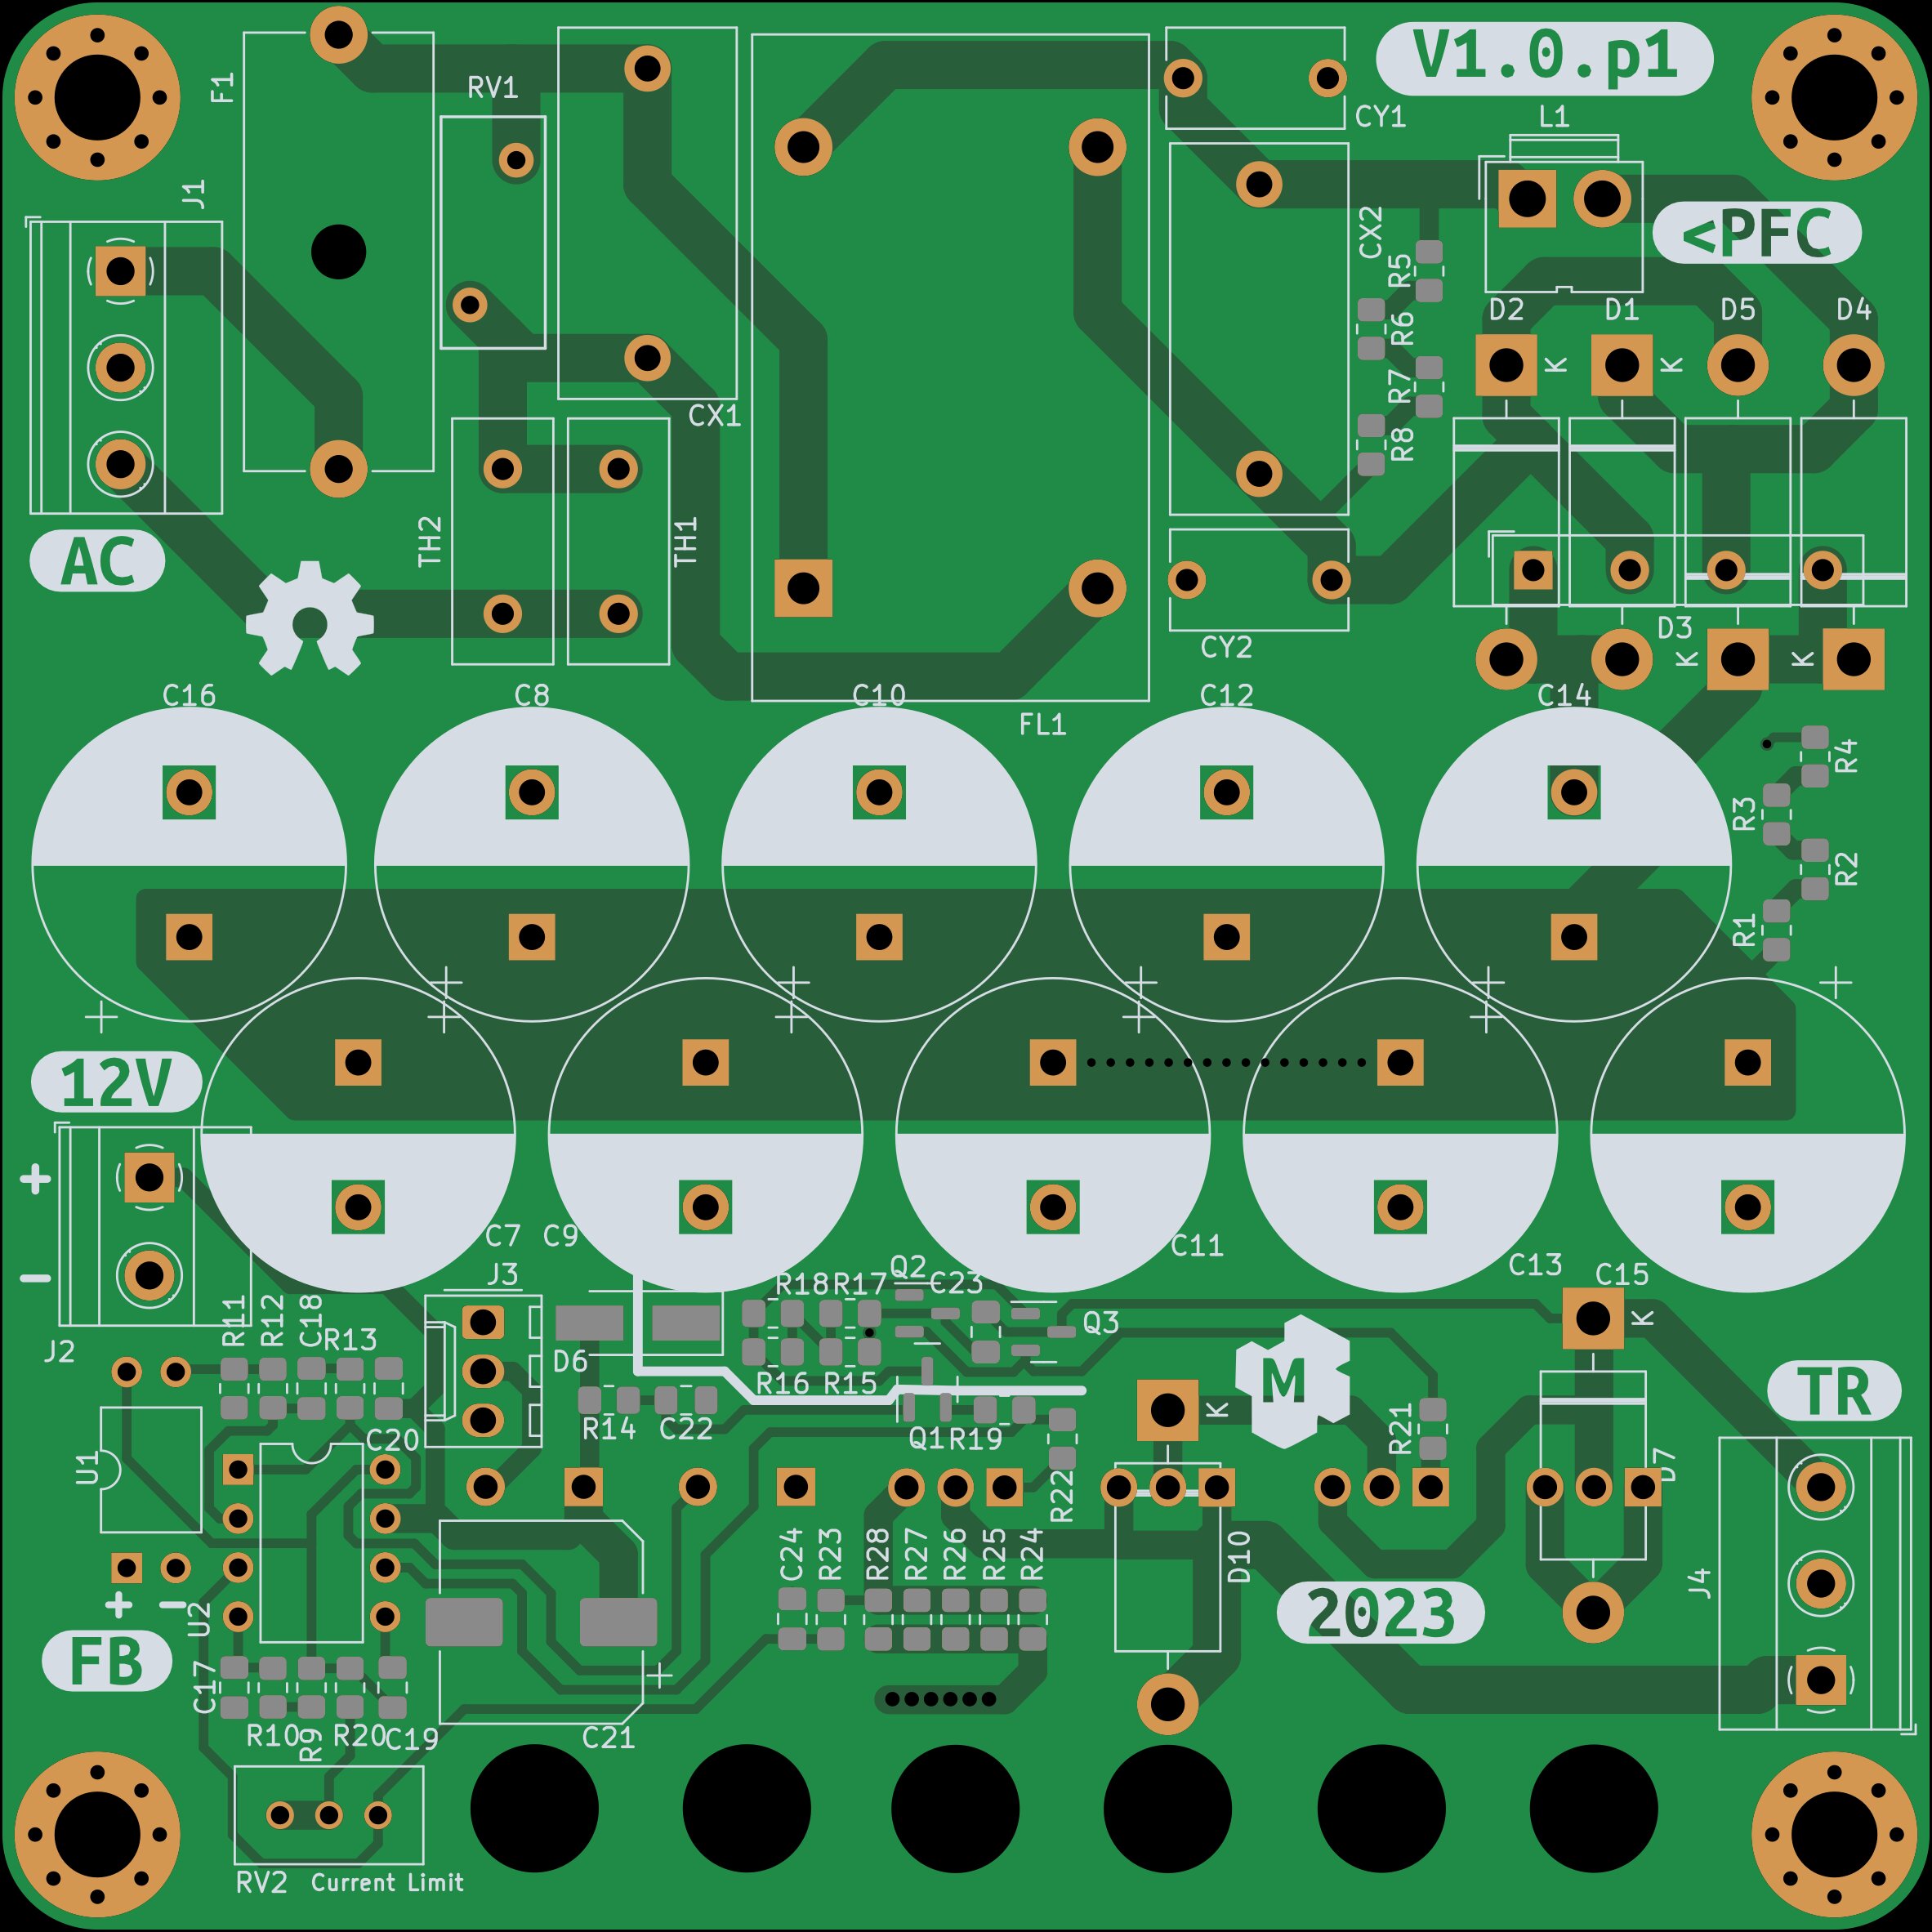 V1.0.p1
F1
RV1
CY1
L1
J1
CX2
<PFC
R5
R6
D2
D1
D5
D4
K
K
R7
CX1
R8
TH2
TH1
AC
D3
CY2
K
K
C16
C8
C10
C12
C14
FL1
R4
R3
R2
R1
+
+
+
+
+
+
+
+
+
12V
+
-
C7
C9
C11
C13
C15
J3
Q2
R18
R17
C23
K
Q3
R11
R12
C18
R13
J2
D6
R16
R15
M
TR
K
R14
C22
Q1
R19
R21
C20
U1
D7
R22
C24
R23
R28
R27
R26
R25
R24
D10
J4
+
-
U2
2023
FB
+
C17
R10
R9
R20
C19
C21
RV2
Current Limit